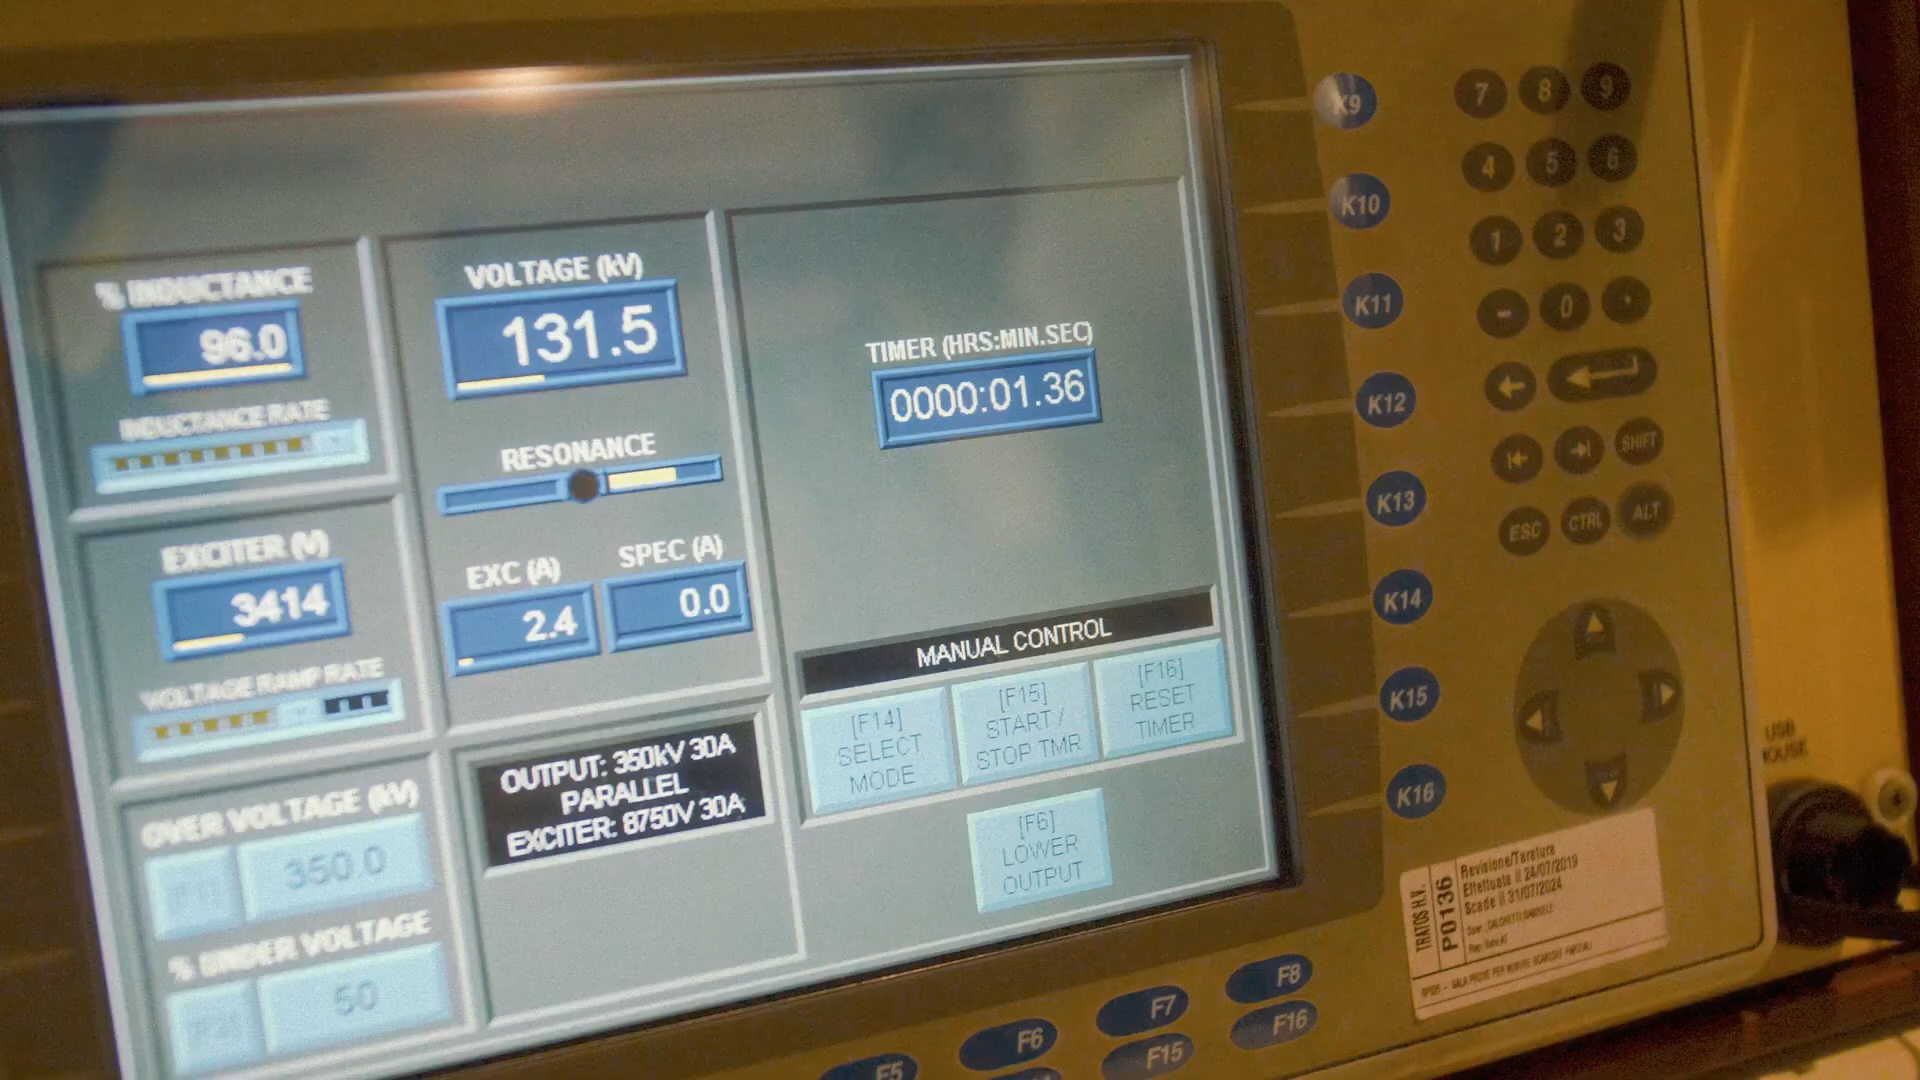 % INDUCTANCE
96.0
INDUCTANCE RATE
EXCITER (V)
3414
VOLTAGE RAMP RATE
OVER VOLTAGE (kV)
350.0
% UNDER VOLTAGE
50
VOLTAGE (kV)
131.5
RESONANCE
EXC (A)
2.4
SPEC (A)
0.0
OUTPUT: 350kV 30A
PARALLEL
EXCITER: 8750V 30A
TIMER (HRS:MIN.SEC)
0000:01.36
MANUAL CONTROL
[F14]
SELECT
MODE
[F15]
START /
STOP TMR
[F16]
RESET
TIMER
[F6]
LOWER
OUTPUT
K9
K10
K11
K12
K13
K14
K15
K16
7 8 9
4 5 6
1 2 3
- 0 .
SHIFT
ESC CTRL ALT
F5
F6
F7
F8
F15
F16
USB
MOUSE
TRATOS H.V.
P0136
Revisione/Taratura
Effettuata il 24/07/2019
Scade il 31/07/2024